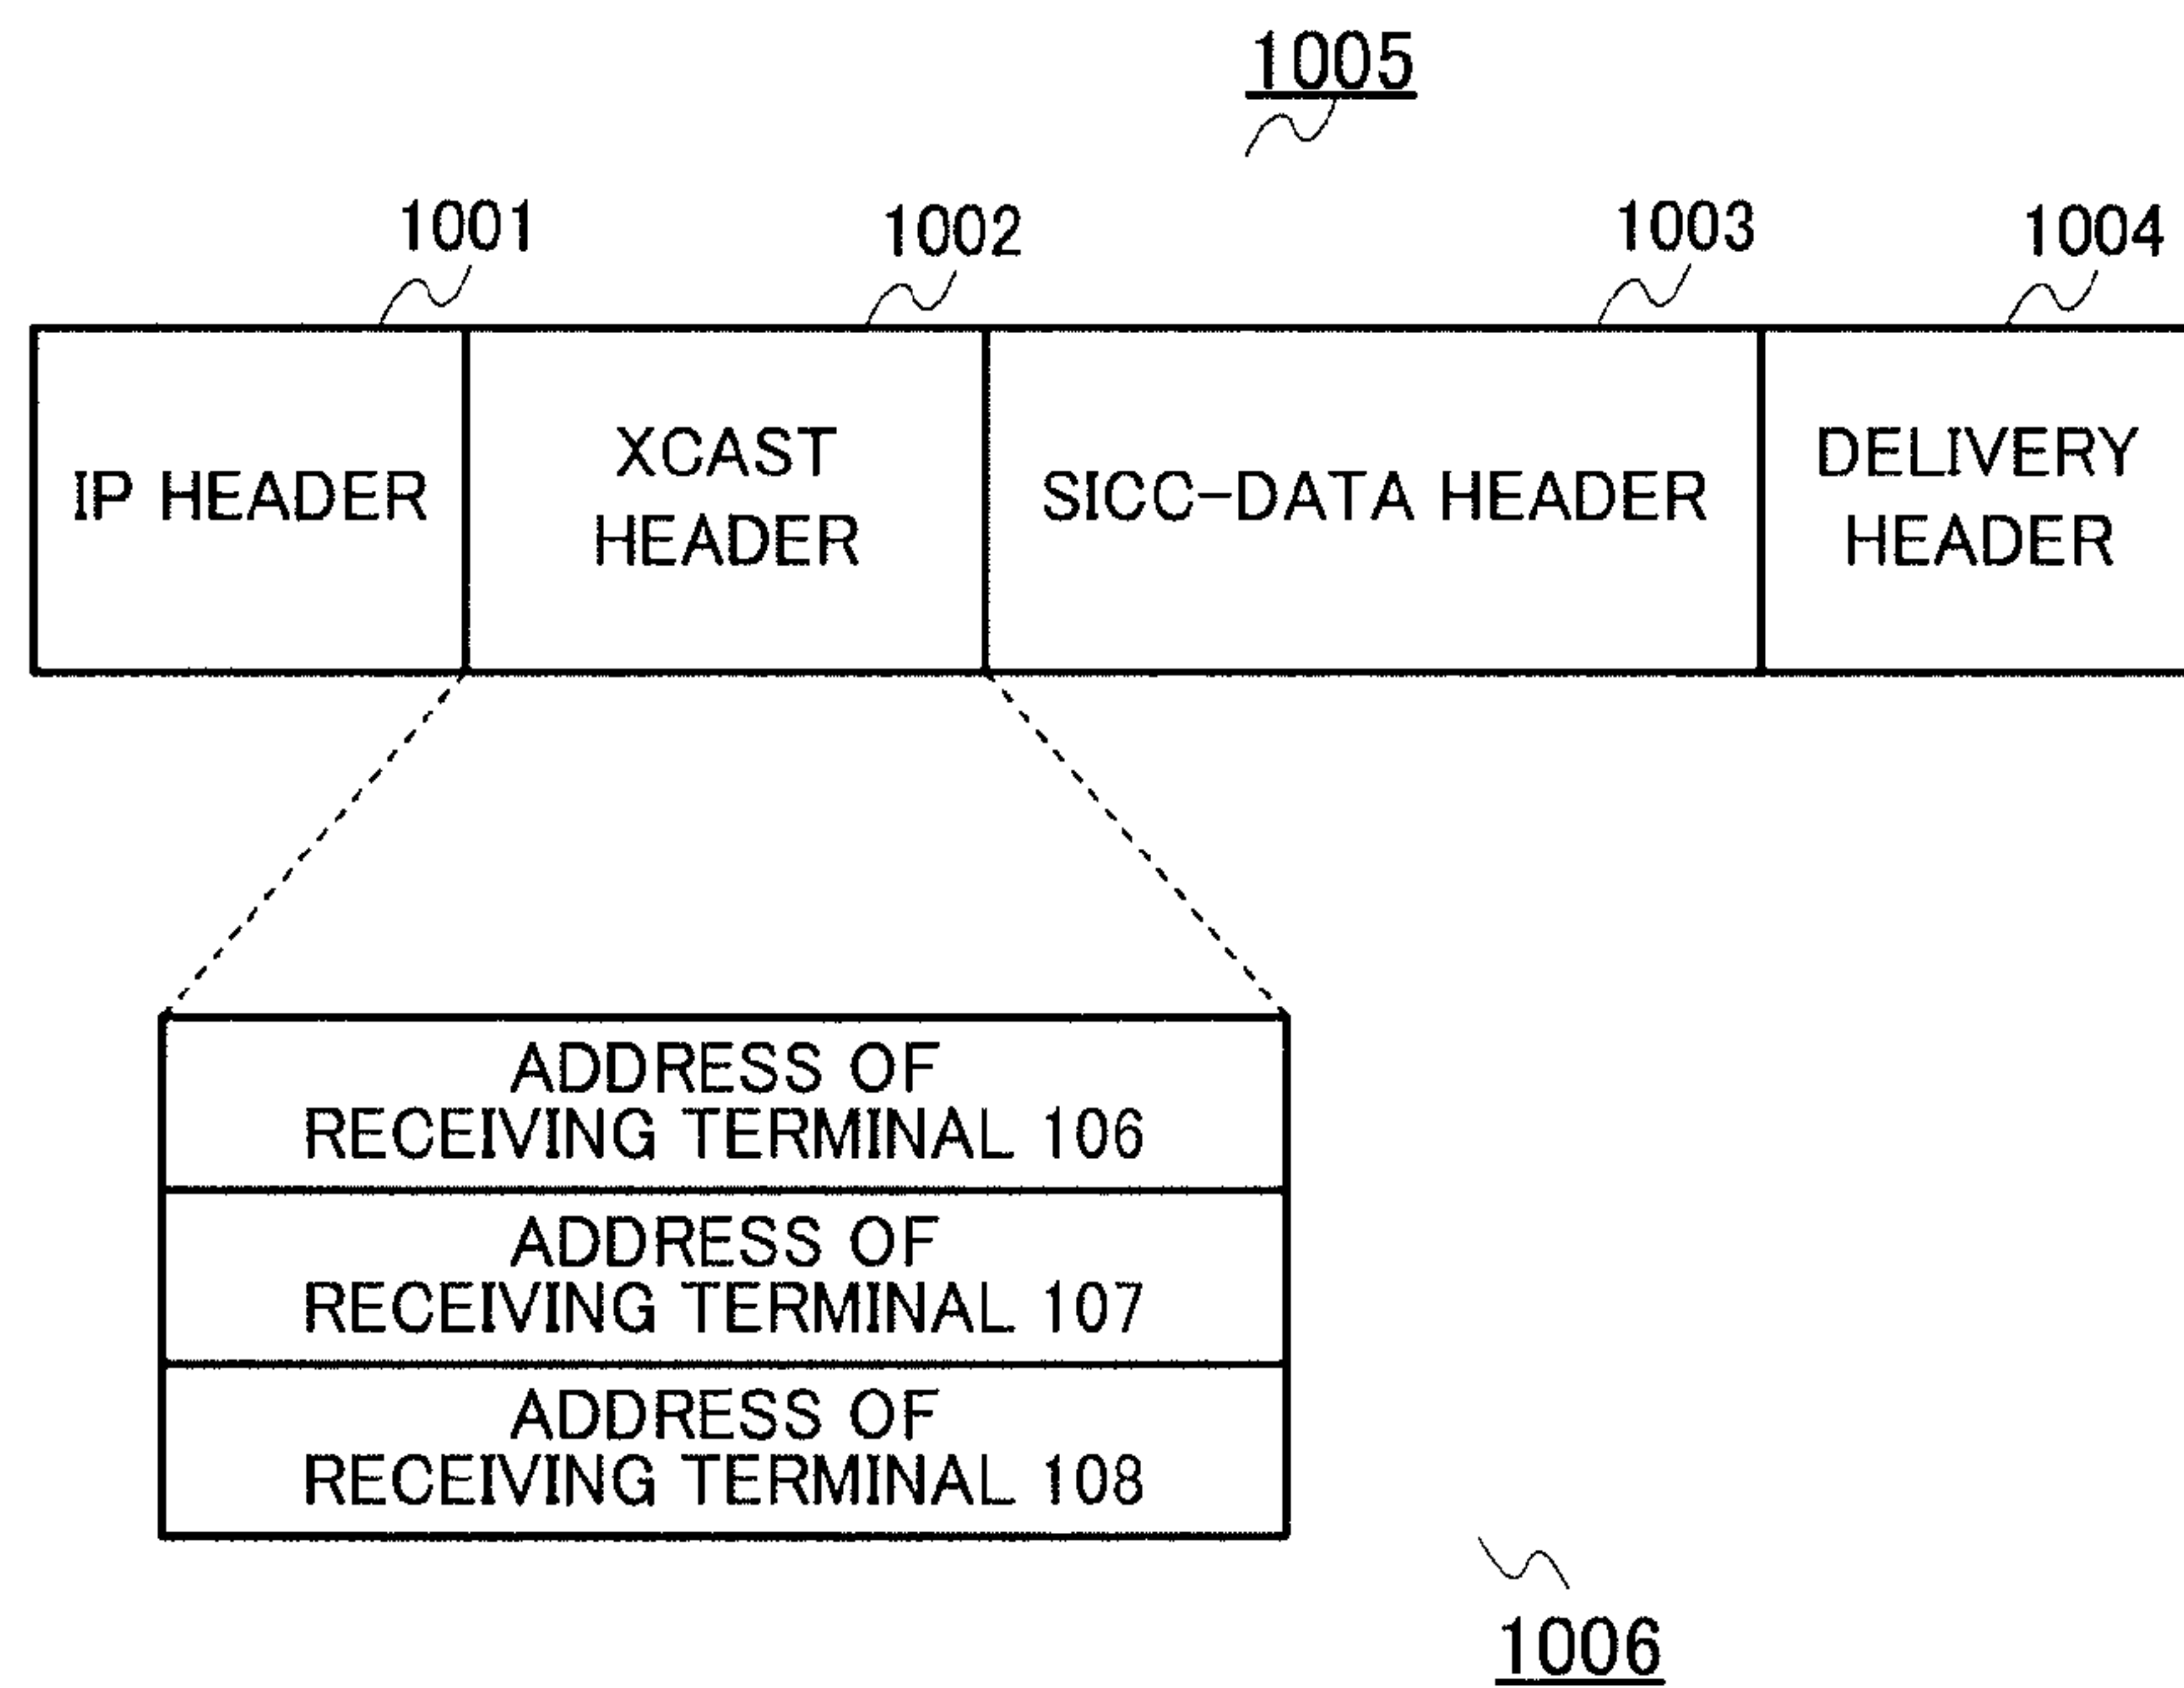 1005
1001
1002
1003
1004
IP HEADER
XCAST
HEADER
SICC-DATA HEADER
DELIVERY
HEADER
ADDRESS OF
RECEIVING TERMINAL 106
ADDRESS OF
RECEIVING TERMINAL 107
ADDRESS OF
RECEIVING TERMINAL 108
1006